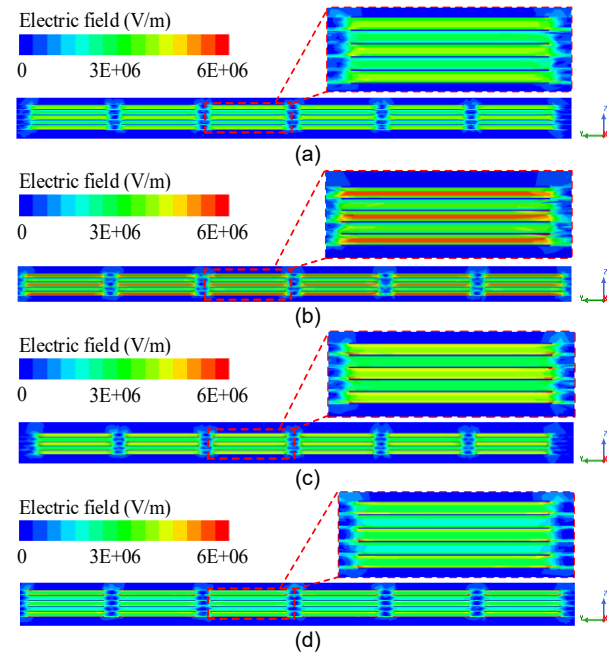 Electric field (V/m)
0 3E+06 6E+06
Y Z X
(a)
Electric field (V/m)
0 3E+06 6E+06
Y Z
(b)
Electric field (V/m)
0 3E+06 6E+06
Y Z
(c)
Electric field (V/m)
0 3E+06 6E+06
Y Z
(d)